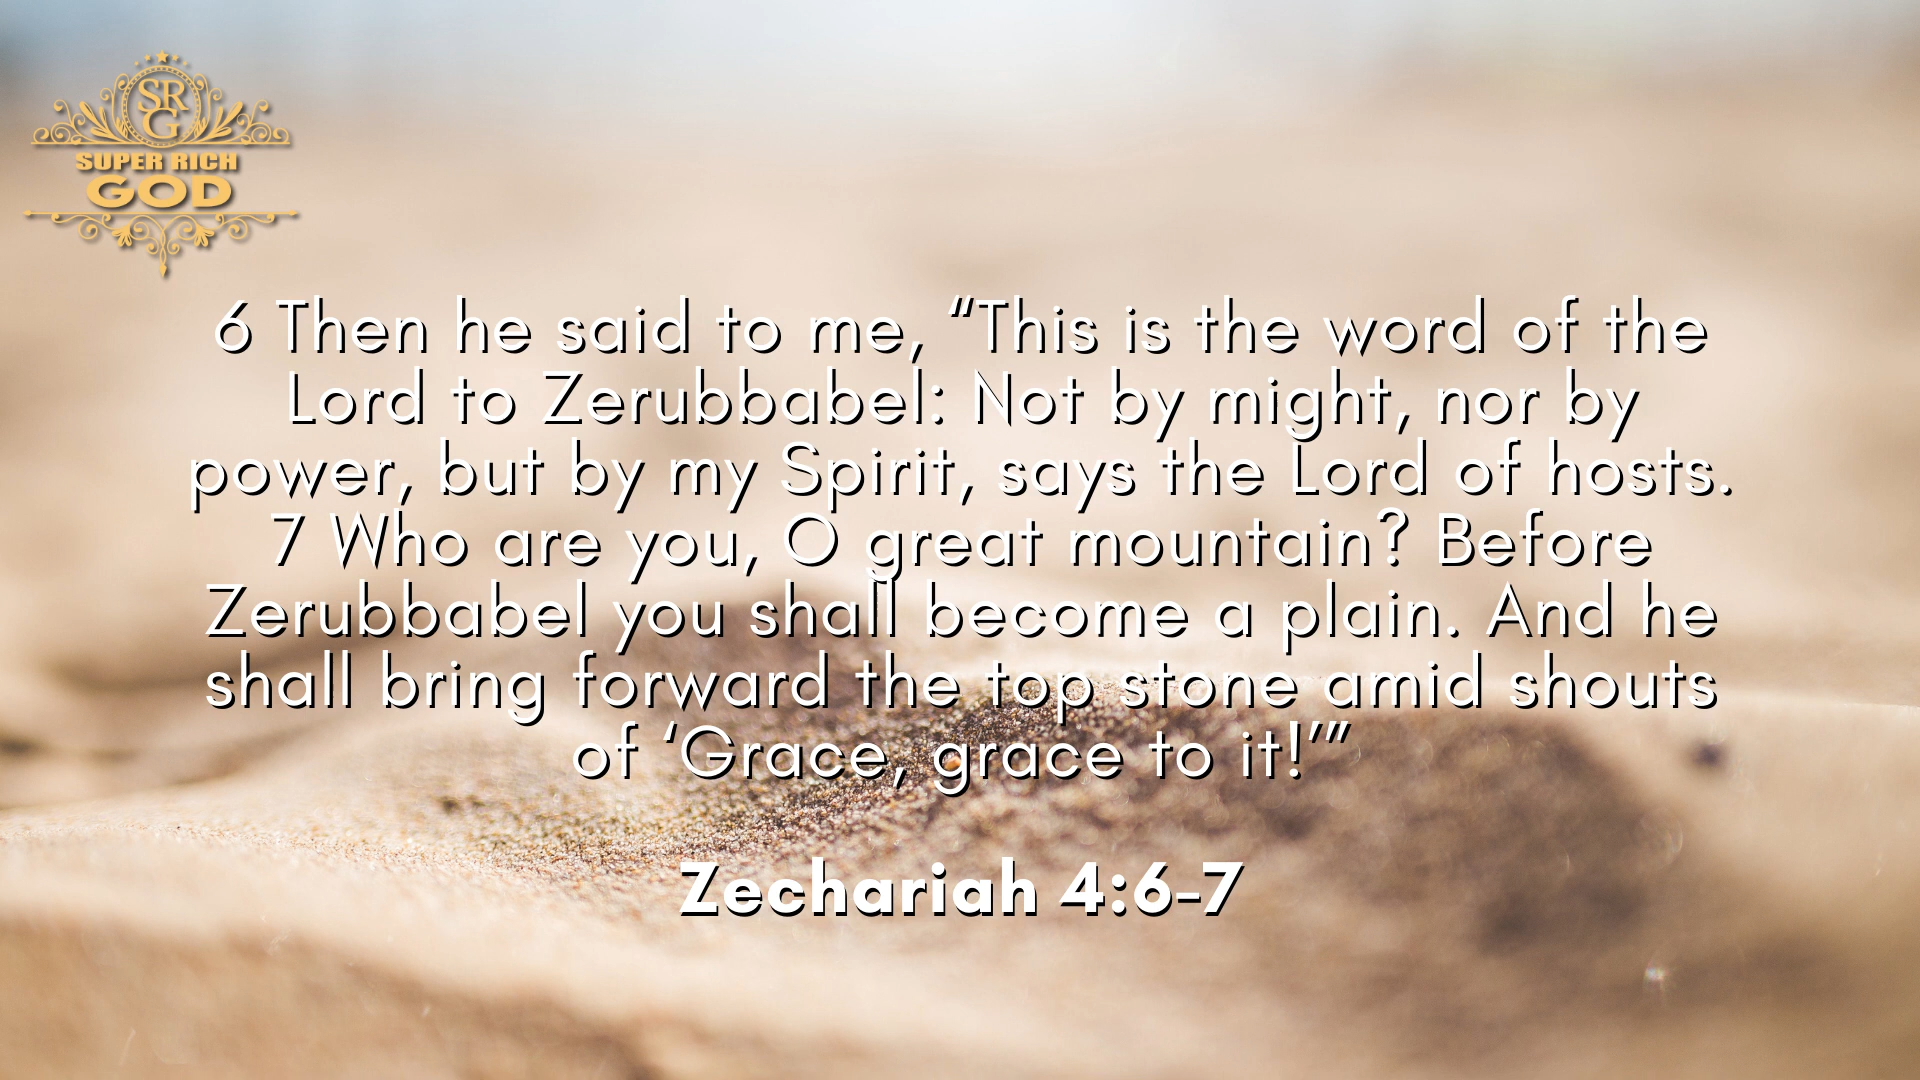 SR
G
SUPER RICH
GOD
6 Then he said to me, “This is the word of the
Lord to Zerubbabel: Not by might, nor by
power, but by my Spirit, says the Lord of hosts.
7 Who are you, O great mountain? Before
Zerubbabel you shall become a plain. And he
shall bring forward the top stone amid shouts
of ‘Grace, grace to it!’”
Zechariah 4:6-7